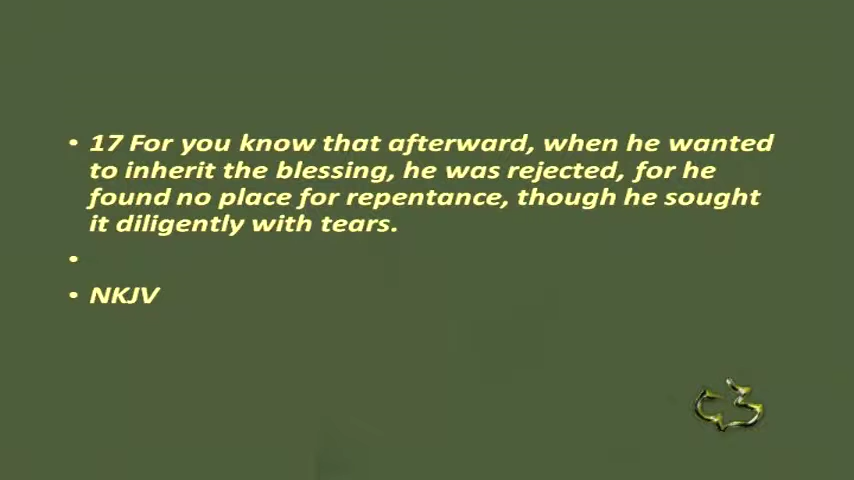 • 17 For you know that afterward, when he wanted
to inherit the blessing, he was rejected, for he
found no place for repentance, though he sought
it diligently with tears.
•
• NKJV